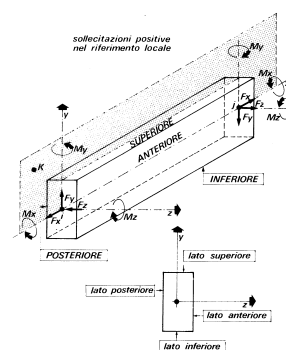 sollecitazioni positive
nel riferimento locale
My
Mx
Fx
j
Fz
Fy
Mz
y
SUPERIORE
ANTERIORE
My
K
INFERIORE
Fy
Fz
Mx
Fx
i
Mz
z
POSTERIORE
y
lato superiore
lato posteriore
z
lato anteriore
lato inferiore